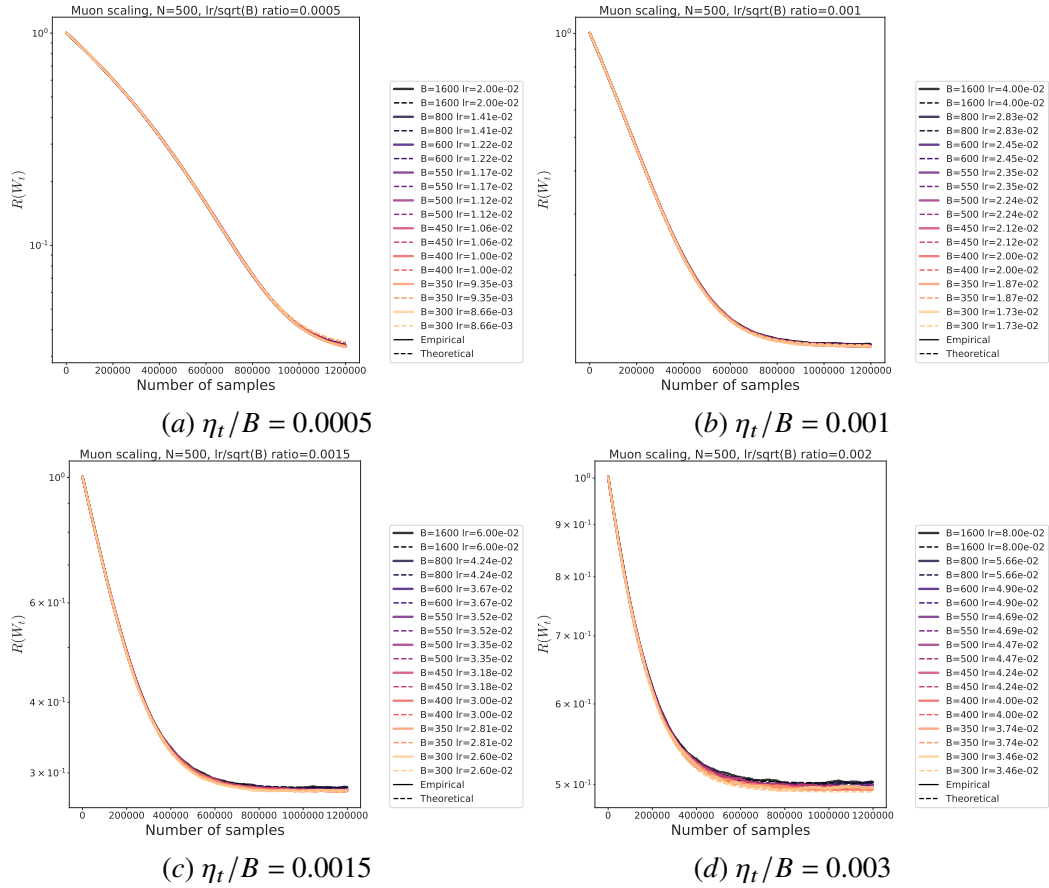 Muon scaling, N=500, lr/sqrt(B) ratio=0.0005
10⁰
10⁻¹
R(W_t)
0 200000 400000 600000 800000 1000000 1200000
Number of samples
B=1600 lr=2.00e-02
B=1600 lr=2.00e-02
B=800 lr=1.41e-02
B=800 lr=1.41e-02
B=600 lr=1.22e-02
B=600 lr=1.22e-02
B=550 lr=1.17e-02
B=550 lr=1.17e-02
B=500 lr=1.12e-02
B=500 lr=1.12e-02
B=450 lr=1.06e-02
B=450 lr=1.06e-02
B=400 lr=1.00e-02
B=400 lr=1.00e-02
B=350 lr=9.35e-03
B=350 lr=9.35e-03
B=300 lr=8.66e-03
B=300 lr=8.66e-03
Empirical
Theoretical
(a) η_t/B = 0.0005
Muon scaling, N=500, lr/sqrt(B) ratio=0.001
10⁰
R(W_t)
0 200000 400000 600000 800000 1000000 1200000
Number of samples
B=1600 lr=4.00e-02
B=1600 lr=4.00e-02
B=800 lr=2.83e-02
B=800 lr=2.83e-02
B=600 lr=2.45e-02
B=600 lr=2.45e-02
B=550 lr=2.35e-02
B=550 lr=2.35e-02
B=500 lr=2.24e-02
B=500 lr=2.24e-02
B=450 lr=2.12e-02
B=450 lr=2.12e-02
B=400 lr=2.00e-02
B=400 lr=2.00e-02
B=350 lr=1.87e-02
B=350 lr=1.87e-02
B=300 lr=1.73e-02
B=300 lr=1.73e-02
Empirical
Theoretical
(b) η_t/B = 0.001
Muon scaling, N=500, lr/sqrt(B) ratio=0.0015
10⁰
6 × 10⁻¹
4 × 10⁻¹
3 × 10⁻¹
R(W_t)
0 200000 400000 600000 800000 1000000 1200000
Number of samples
B=1600 lr=6.00e-02
B=1600 lr=6.00e-02
B=800 lr=4.24e-02
B=800 lr=4.24e-02
B=600 lr=3.67e-02
B=600 lr=3.67e-02
B=550 lr=3.52e-02
B=550 lr=3.52e-02
B=500 lr=3.35e-02
B=500 lr=3.35e-02
B=450 lr=3.18e-02
B=450 lr=3.18e-02
B=400 lr=3.00e-02
B=400 lr=3.00e-02
B=350 lr=2.81e-02
B=350 lr=2.81e-02
B=300 lr=2.60e-02
B=300 lr=2.60e-02
Empirical
Theoretical
(c) η_t/B = 0.0015
Muon scaling, N=500, lr/sqrt(B) ratio=0.002
10⁰
9 × 10⁻¹
8 × 10⁻¹
7 × 10⁻¹
6 × 10⁻¹
5 × 10⁻¹
R(W_t)
0 200000 400000 600000 800000 1000000 1200000
Number of samples
B=1600 lr=8.00e-02
B=1600 lr=8.00e-02
B=800 lr=5.66e-02
B=800 lr=5.66e-02
B=600 lr=4.90e-02
B=600 lr=4.90e-02
B=550 lr=4.69e-02
B=550 lr=4.69e-02
B=500 lr=4.47e-02
B=500 lr=4.47e-02
B=450 lr=4.24e-02
B=450 lr=4.24e-02
B=400 lr=4.00e-02
B=400 lr=4.00e-02
B=350 lr=3.74e-02
B=350 lr=3.74e-02
B=300 lr=3.46e-02
B=300 lr=3.46e-02
Empirical
Theoretical
(d) η_t/B = 0.003